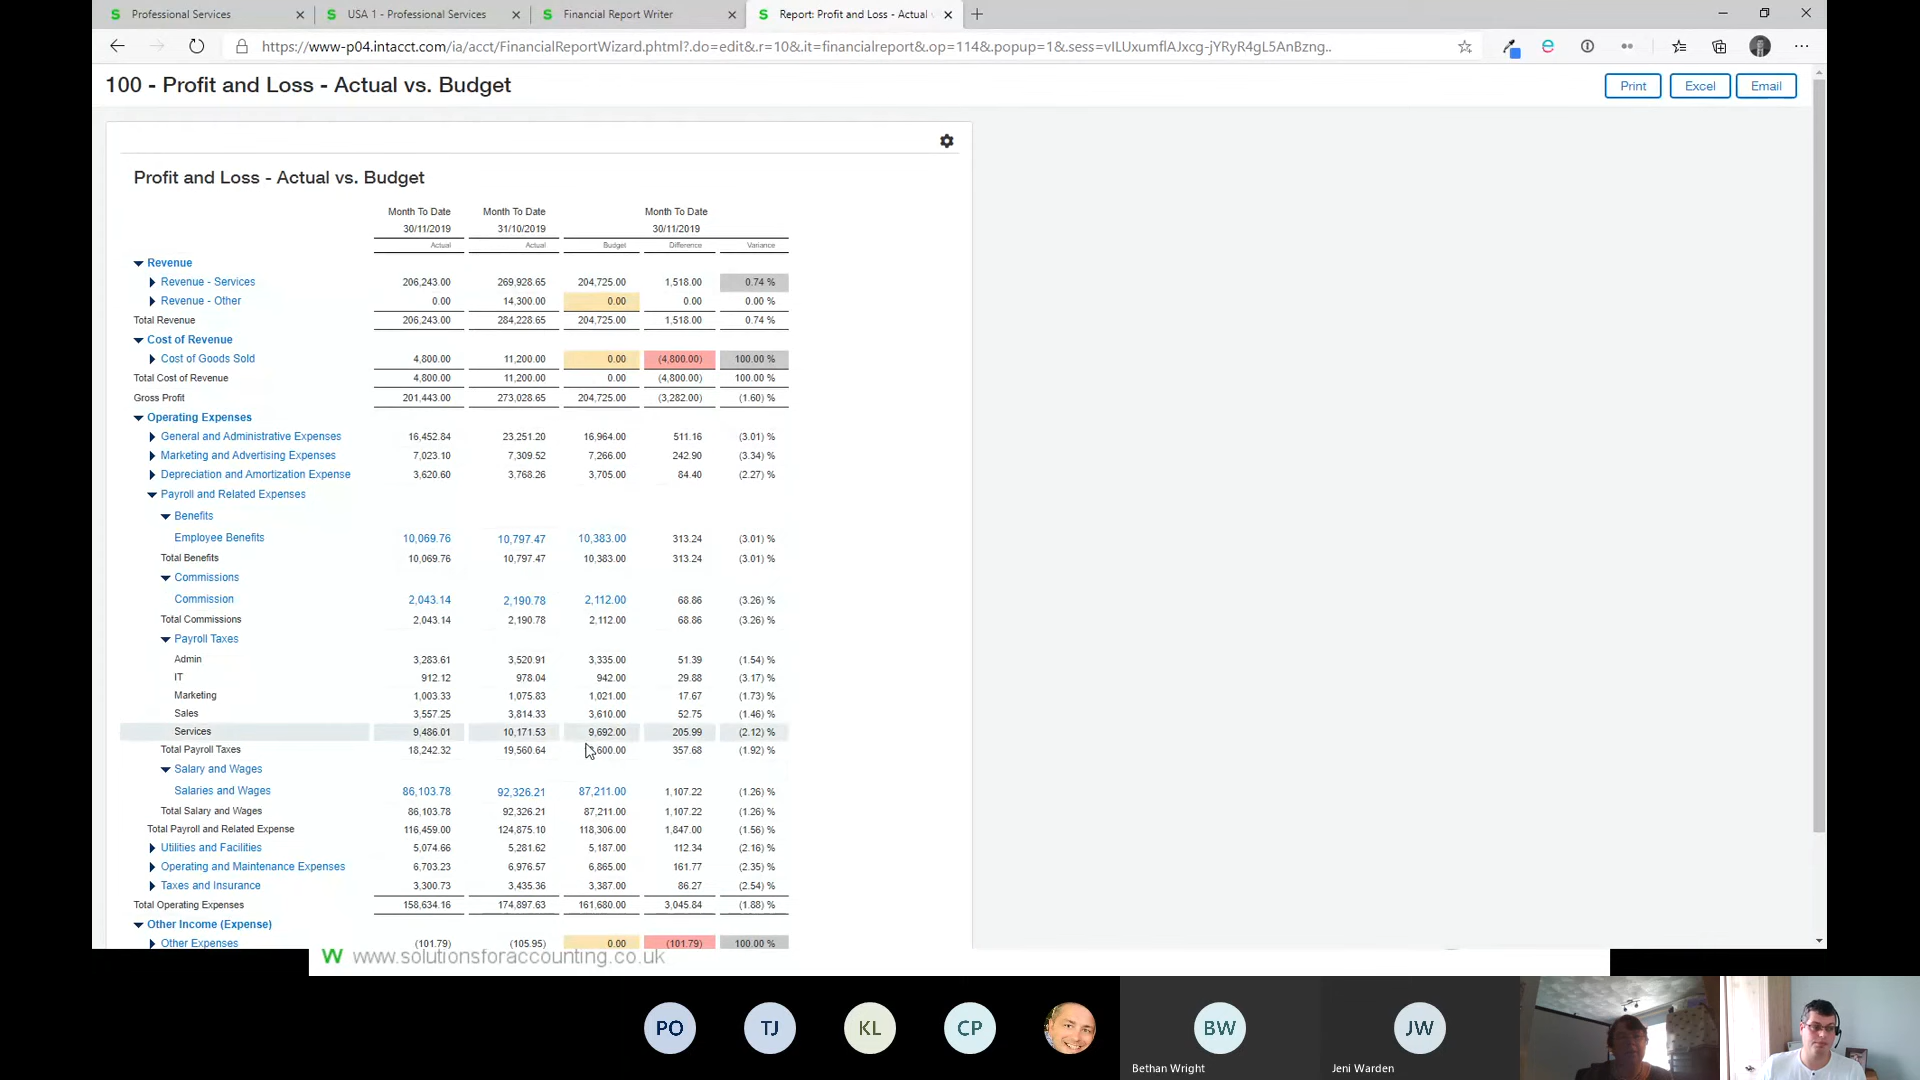 Professional Services
USA 1 - Professional Services
Financial Report Writer
Report: Profit and Loss - Actual
https://www-p04.intacct.com/ia/acct/FinancialReportWizard.phtml?.do=edit&.r=10&.it=financialreport&.op=114&.popup=1&.sess=vILUxumflAJxcg-jYRyR4gL5AnBzng..
100 - Profit and Loss - Actual vs. Budget
Print Excel Email
Profit and Loss - Actual vs. Budget
Month To Date Month To Date Month To Date
30/11/2019 31/10/2019 30/11/2019
Actual Actual Budget Difference Variance
Revenue
Revenue - Services 206,243.00 269,928.65 204,725.00 1,518.00 0.74 %
Revenue - Other 0.00 14,300.00 0.00 0.00 0.00 %
Total Revenue 206,243.00 284,228.65 204,725.00 1,518.00 0.74 %
Cost of Revenue
Cost of Goods Sold 4,800.00 11,200.00 0.00 (4,800.00) 100.00 %
Total Cost of Revenue 4,800.00 11,200.00 0.00 (4,800.00) 100.00 %
Gross Profit 201,443.00 273,028.65 204,725.00 (3,282.00) (1.60) %
Operating Expenses
General and Administrative Expenses 16,452.84 23,251.20 16,964.00 511.16 (3.01) %
Marketing and Advertising Expenses 7,023.10 7,309.52 7,266.00 242.90 (3.34) %
Depreciation and Amortization Expense 3,620.60 3,768.26 3,705.00 84.40 (2.27) %
Payroll and Related Expenses
Benefits
Employee Benefits 10,069.76 10,797.47 10,383.00 313.24 (3.01) %
Total Benefits 10,069.76 10,797.47 10,383.00 313.24 (3.01) %
Commissions
Commission 2,043.14 2,190.78 2,112.00 68.86 (3.26) %
Total Commissions 2,043.14 2,190.78 2,112.00 68.86 (3.26) %
Payroll Taxes
Admin 3,283.61 3,520.91 3,335.00 51.39 (1.54) %
IT 912.12 978.04 942.00 29.88 (3.17) %
Marketing 1,003.33 1,075.83 1,021.00 17.67 (1.73) %
Sales 3,557.25 3,814.33 3,610.00 52.75 (1.46) %
Services 9,486.01 10,171.53 9,692.00 205.99 (2.12) %
Total Payroll Taxes 18,242.32 19,560.64 600.00 357.68 (1.92) %
Salary and Wages
Salaries and Wages 86,103.78 92,326.21 87,211.00 1,107.22 (1.26) %
Total Salary and Wages 86,103.78 92,326.21 87,211.00 1,107.22 (1.26) %
Total Payroll and Related Expense 116,459.00 124,875.10 118,306.00 1,847.00 (1.56) %
Utilities and Facilities 5,074.66 5,281.62 5,187.00 112.34 (2.16) %
Operating and Maintenance Expenses 6,703.23 6,976.57 6,865.00 161.77 (2.35) %
Taxes and Insurance 3,300.73 3,435.36 3,387.00 86.27 (2.54) %
Total Operating Expenses 158,634.16 174,897.63 161,680.00 3,045.84 (1.88) %
Other Income (Expense)
Other Expenses (101.79) (105.95) 0.00 (101.79) 100.00 %
W www.solutionsforaccounting.co.uk
PO TJ KL CP BW JW
Bethan Wright Jeni Warden